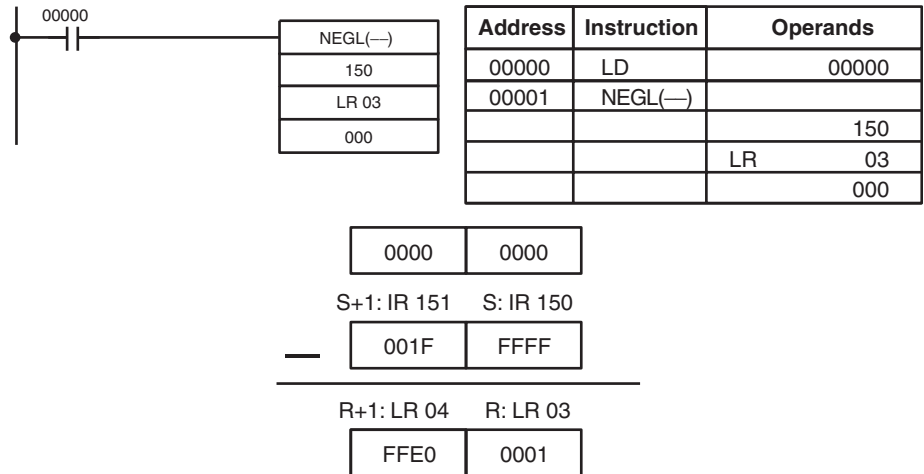 00000
NEGL(––)
150
LR 03
000
Address Instruction Operands
00000 LD 00000
00001 NEGL(––)
150
LR 03
000
0000 0000
S+1: IR 151 S: IR 150
— 001F FFFF
R+1: LR 04 R: LR 03
FFE0 0001